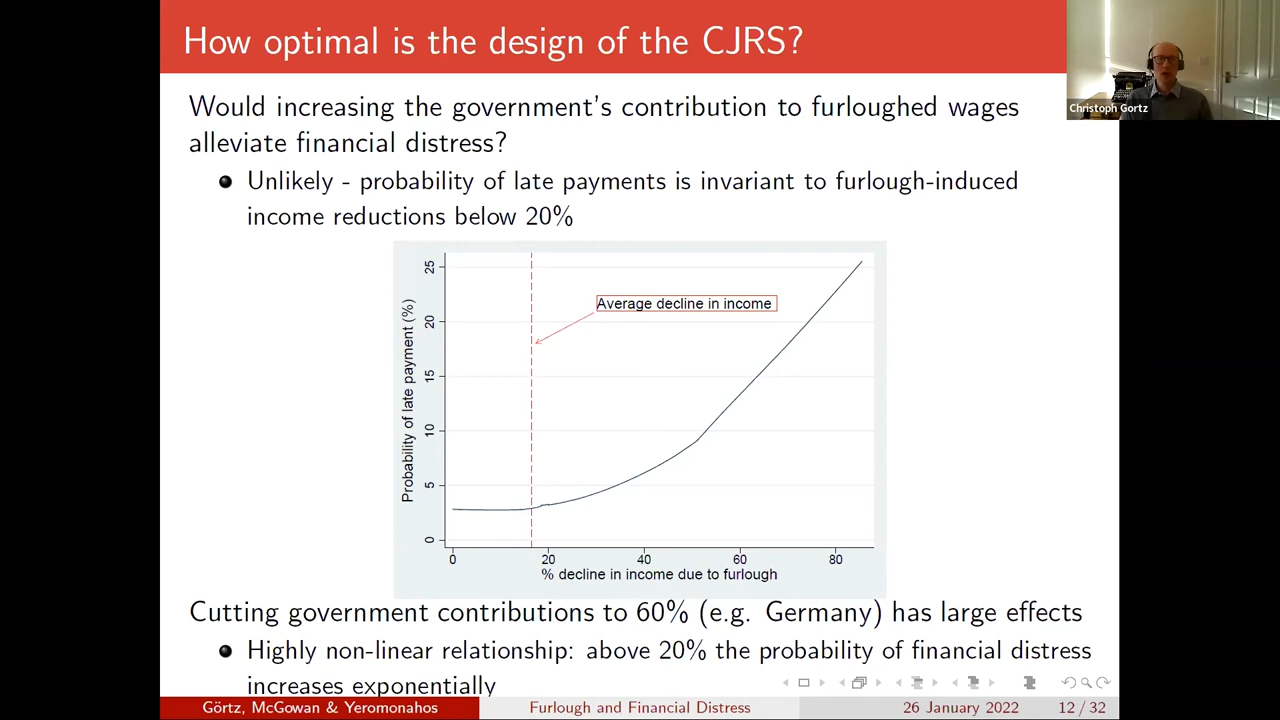 How optimal is the design of the CJRS?
Christoph Gortz
Would increasing the government's contribution to furloughed wages
alleviate financial distress?
Unlikely - probability of late payments is invariant to furlough-induced
income reductions below 20%
Probability of late payment (%)
25
20
15
10
5
0
Average decline in income
0 20 40 60 80
% decline in income due to furlough
Cutting government contributions to 60% (e.g. Germany) has large effects
Highly non-linear relationship: above 20% the probability of financial distress
increases exponentially
Görtz, McGowan & Yeromonahos Furlough and Financial Distress 26 January 2022 12 / 32